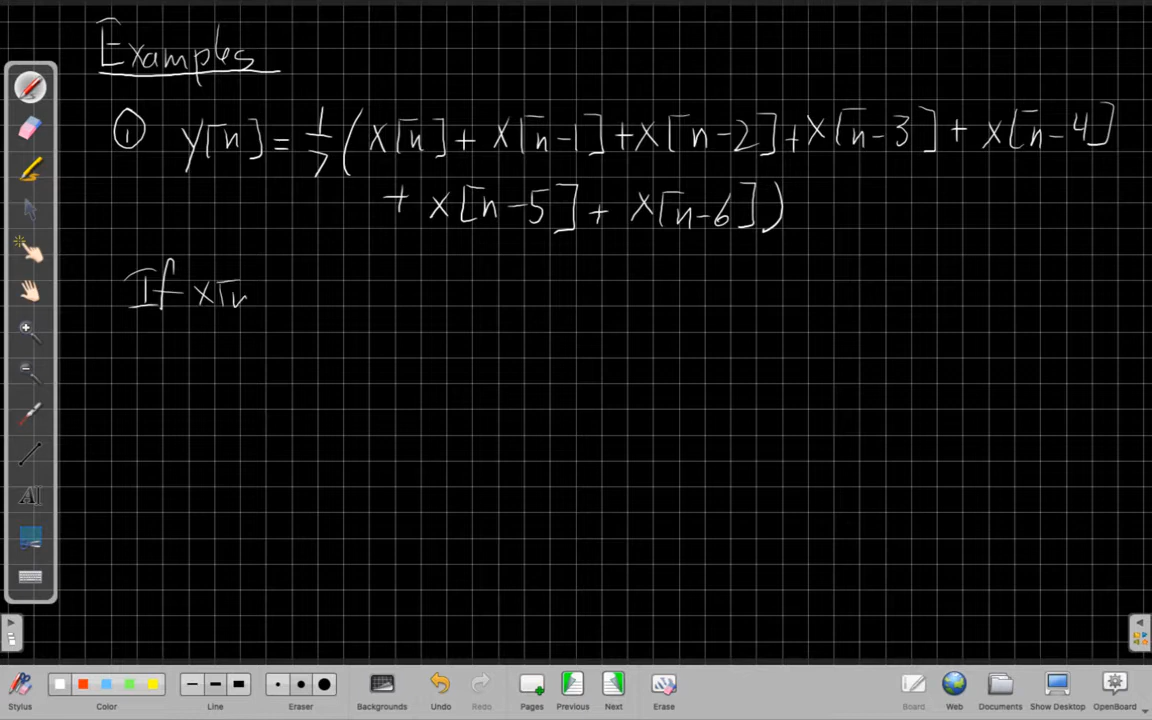 Examples
① y[n] = 1/7 (x[n] + x[n-1] + x[n-2] + x[n-3] + x[n-4]
+ x[n-5] + x[n-6])
If x[n
Stylus Color Line Eraser Backgrounds Undo Redo Pages Previous Next Erase Board Web Documents Show Desktop OpenBoard